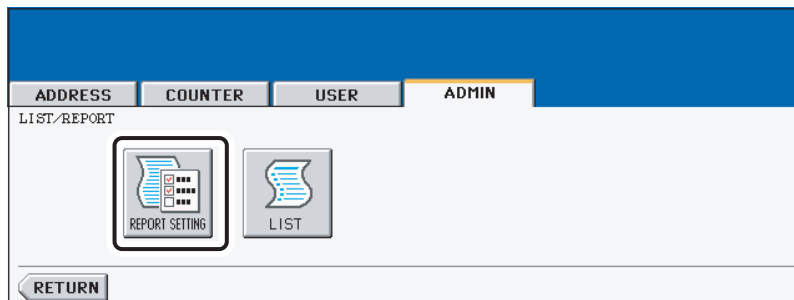 ADDRESS COUNTER USER ADMIN
LIST/REPORT
REPORT SETTING LIST
RETURN